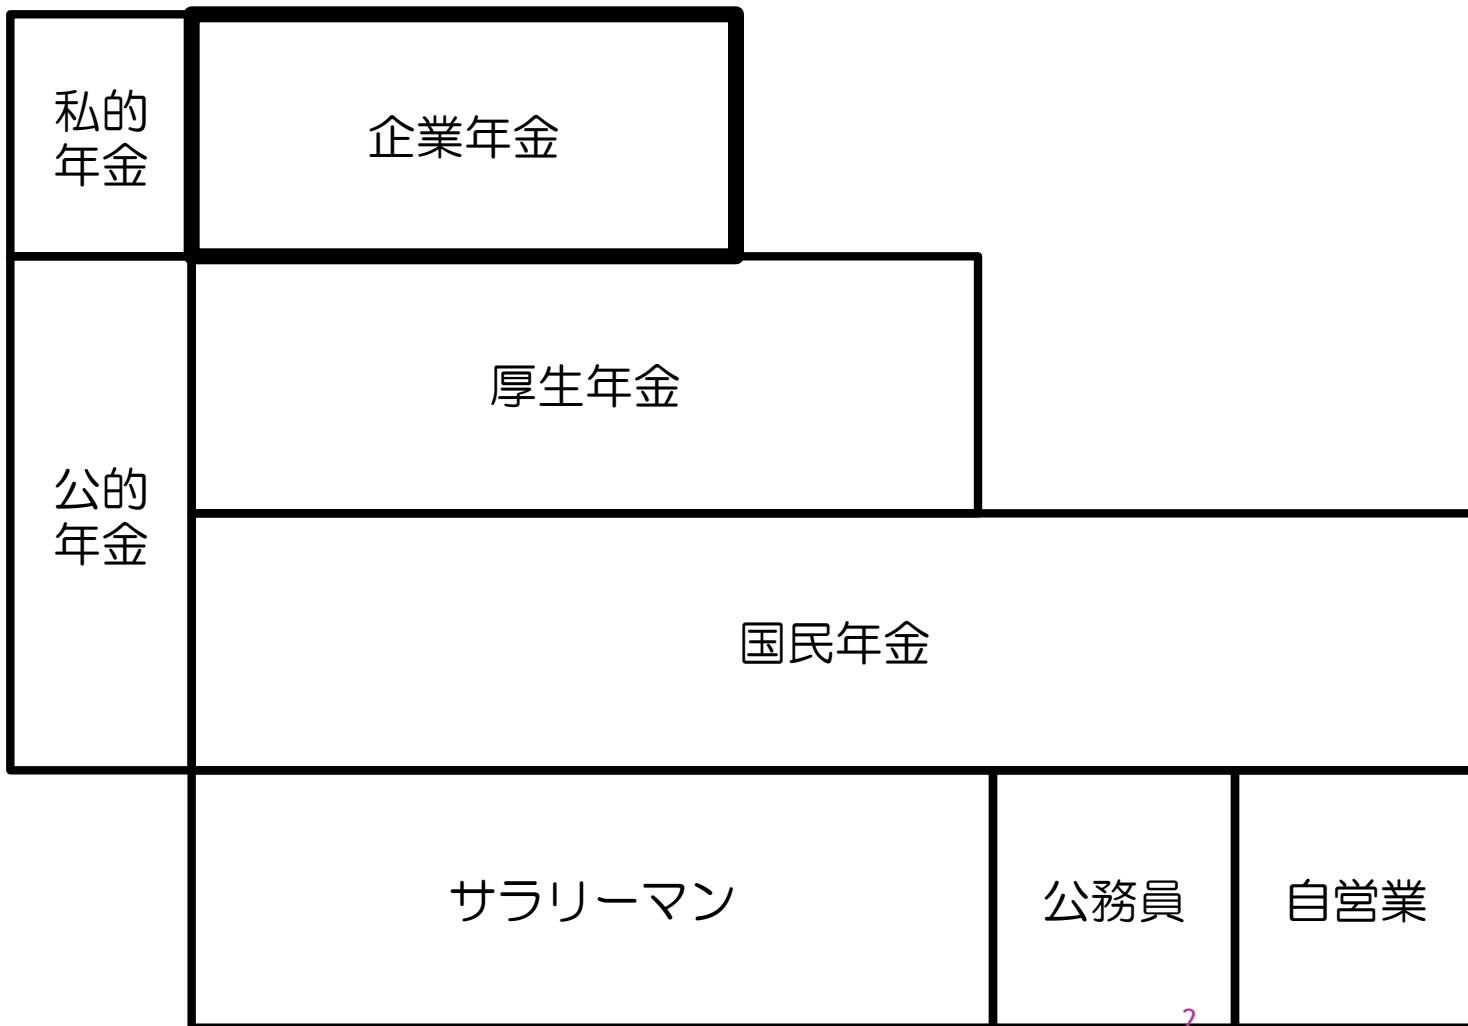 私的
年金
企業年金
厚生年金
公的
年金
国民年金
サラリーマン
公務員
自営業
2